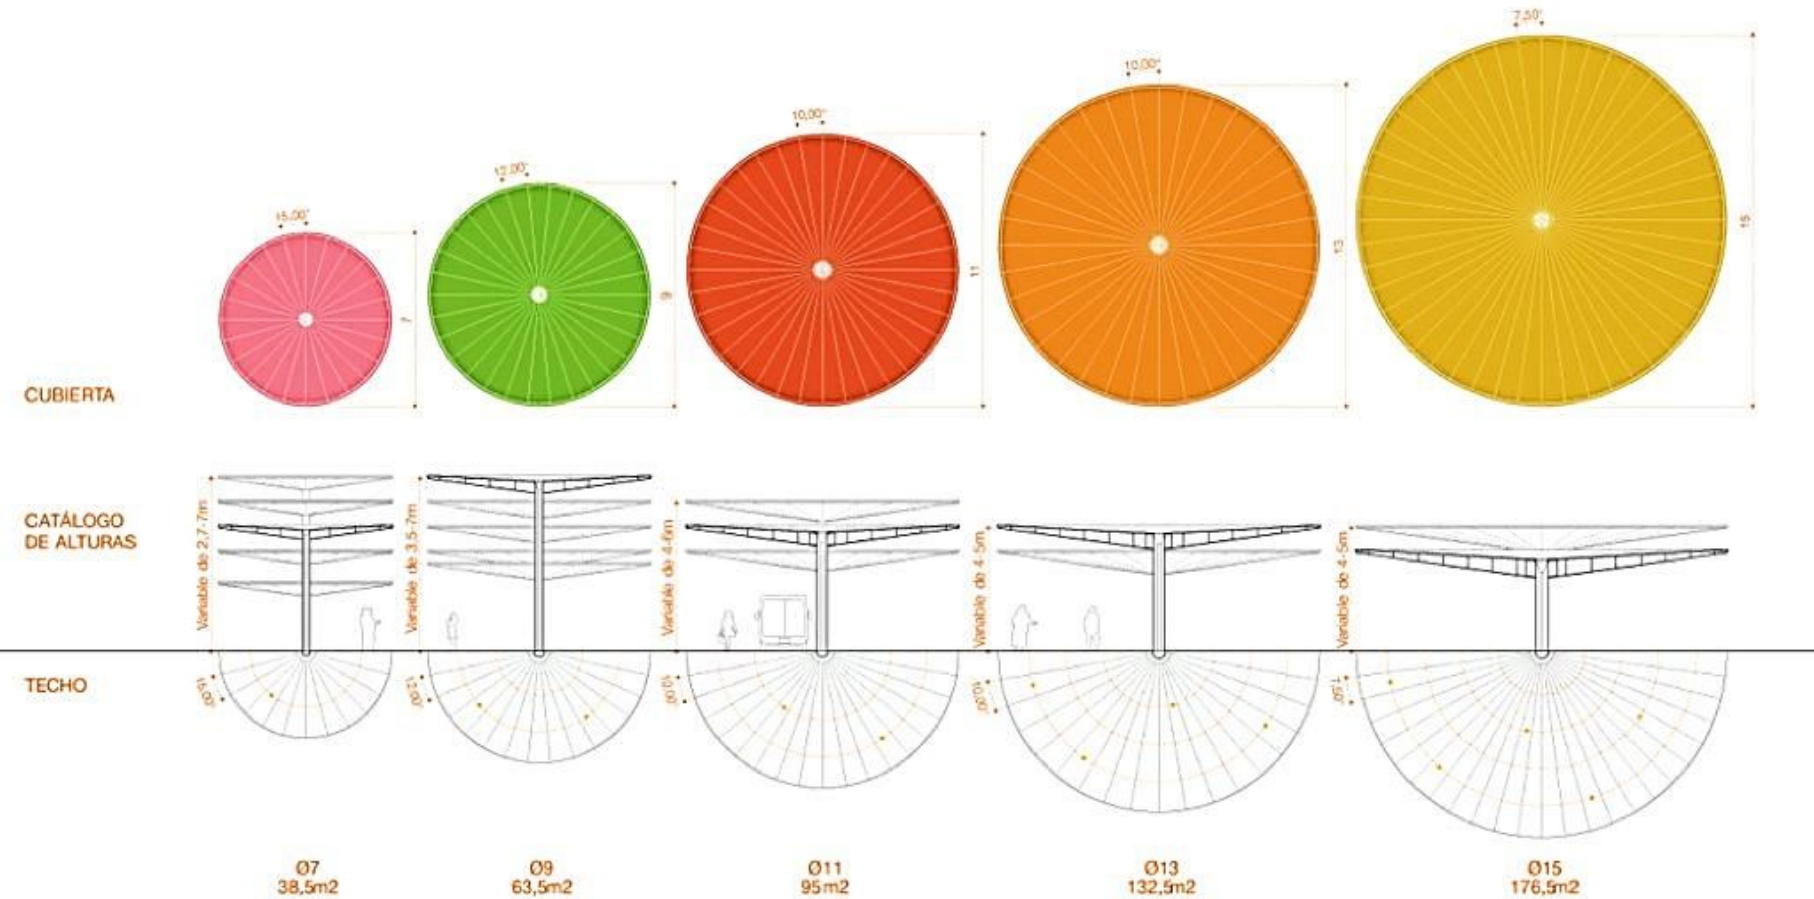 7,50°
10,00°
10,00°
12,00°
15,00°
7
9
11
13
15
CUBIERTA
CATÁLOGO
DE ALTURAS
Variable de 2,7-7m
Variable de 3,5-7m
Variable de 4-6m
Variable de 4-5m
Variable de 4-5m
TECHO
15,00°
12,00°
10,00°
10,00°
7,50°
Ø7
38,5m2
Ø9
63,5m2
Ø11
95m2
Ø13
132,5m2
Ø15
176,5m2